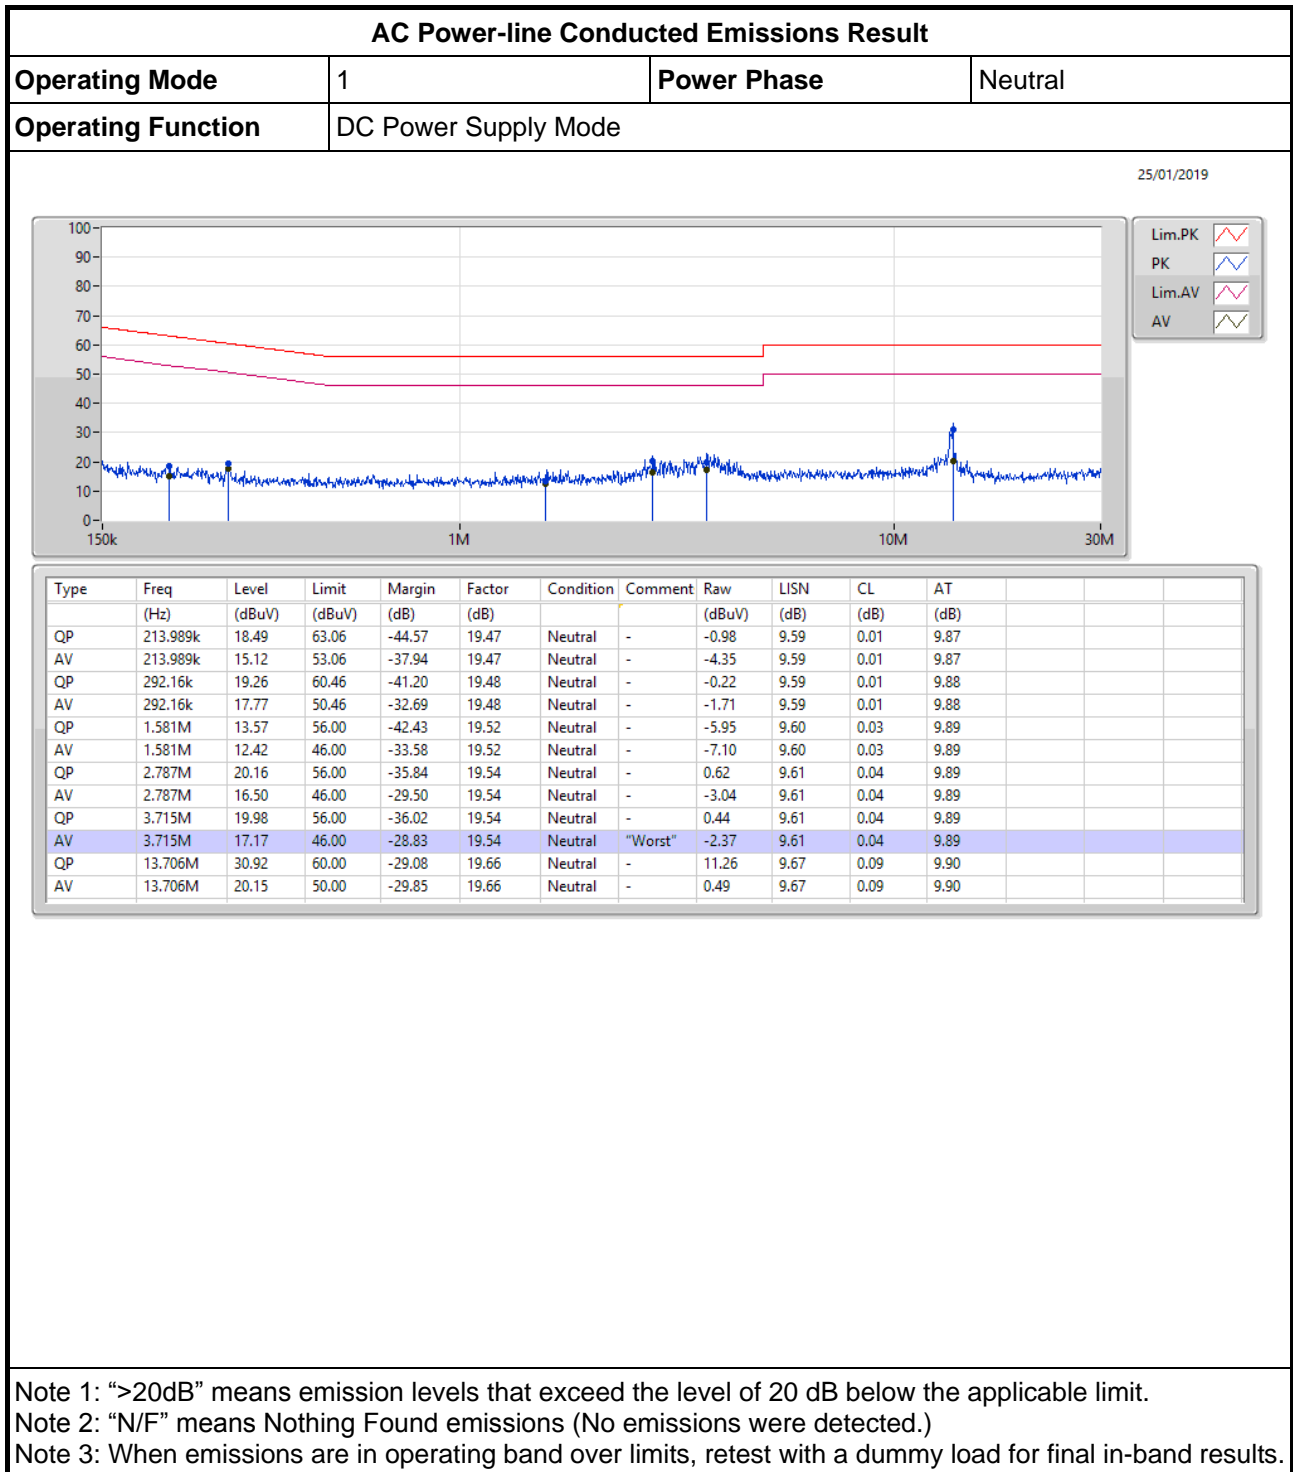 AC Power-line Conducted Emissions Result
Operating Mode 1 Power Phase Neutral
Operating Function DC Power Supply Mode
25/01/2019
100
90
80
70
60
50
40
30
20
10
0
150k 1M 10M 30M
Lim.PK
PK
Lim.AV
AV
Type Freq Level Limit Margin Factor Condition Comment Raw LISN CL AT
(Hz) (dBuV) (dBuV) (dB) (dB) (dBuV) (dB) (dB) (dB)
QP 213.989k 18.49 63.06 -44.57 19.47 Neutral - -0.98 9.59 0.01 9.87
AV 213.989k 15.12 53.06 -37.94 19.47 Neutral - -4.35 9.59 0.01 9.87
QP 292.16k 19.26 60.46 -41.20 19.48 Neutral - -0.22 9.59 0.01 9.88
AV 292.16k 17.77 50.46 -32.69 19.48 Neutral - -1.71 9.59 0.01 9.88
QP 1.581M 13.57 56.00 -42.43 19.52 Neutral - -5.95 9.60 0.03 9.89
AV 1.581M 12.42 46.00 -33.58 19.52 Neutral - -7.10 9.60 0.03 9.89
QP 2.787M 20.16 56.00 -35.84 19.54 Neutral - 0.62 9.61 0.04 9.89
AV 2.787M 16.50 46.00 -29.50 19.54 Neutral - -3.04 9.61 0.04 9.89
QP 3.715M 19.98 56.00 -36.02 19.54 Neutral - 0.44 9.61 0.04 9.89
AV 3.715M 17.17 46.00 -28.83 19.54 Neutral "Worst" -2.37 9.61 0.04 9.89
QP 13.706M 30.92 60.00 -29.08 19.66 Neutral - 11.26 9.67 0.09 9.90
AV 13.706M 20.15 50.00 -29.85 19.66 Neutral - 0.49 9.67 0.09 9.90
Note 1: “>20dB” means emission levels that exceed the level of 20 dB below the applicable limit.
Note 2: “N/F” means Nothing Found emissions (No emissions were detected.)
Note 3: When emissions are in operating band over limits, retest with a dummy load for final in-band results.